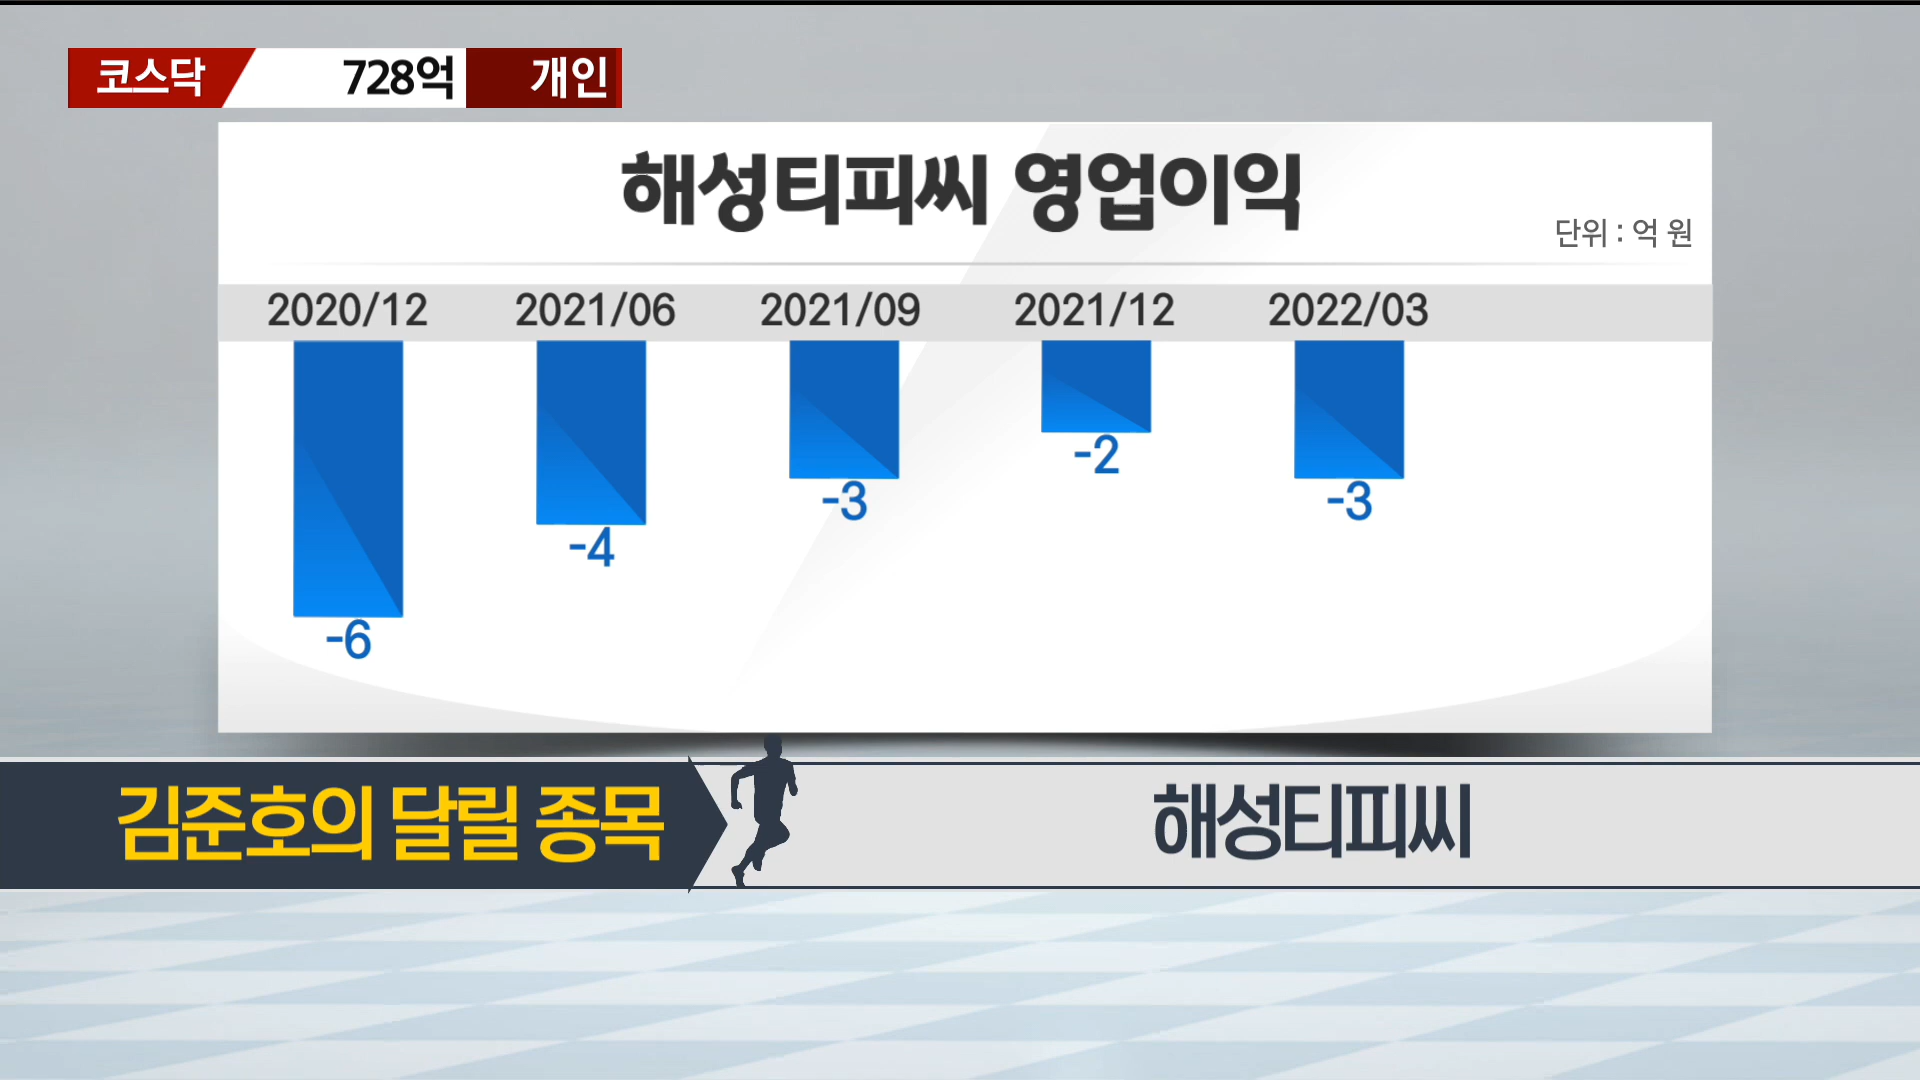 코스닥 728억 개인
해성티피씨 영업이익
단위 : 억 원
2020/12 2021/06 2021/09 2021/12 2022/03
-6 -4 -3 -2 -3
김준호의 달릴 종목 해성티피씨